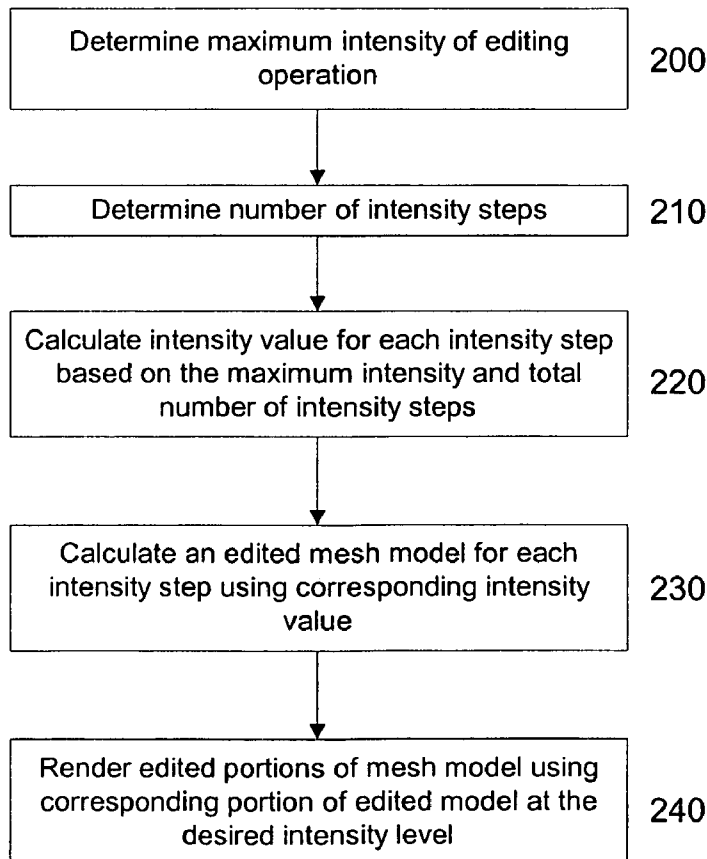 Determine maximum intensity of editing
operation
200
Determine number of intensity steps
210
Calculate intensity value for each intensity step
based on the maximum intensity and total
number of intensity steps
220
Calculate an edited mesh model for each
intensity step using corresponding intensity
value
230
Render edited portions of mesh model using
corresponding portion of edited model at the
desired intensity level
240